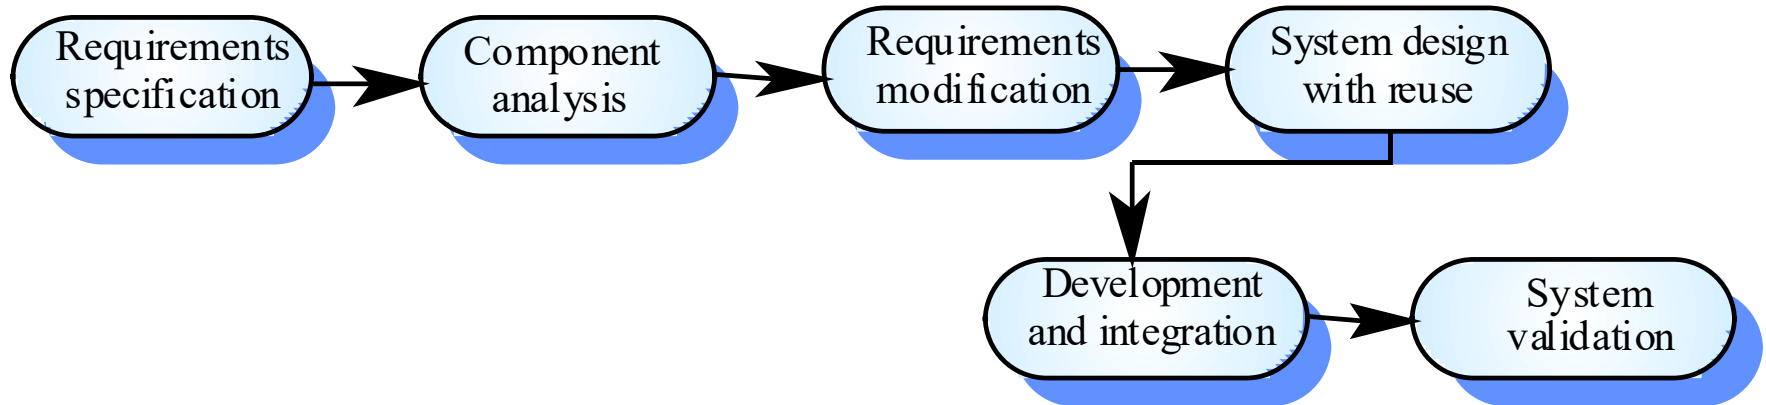 Requirements
specification
Component
analysis
Requirements
modification
System design
with reuse
Development
and integration
System
validation